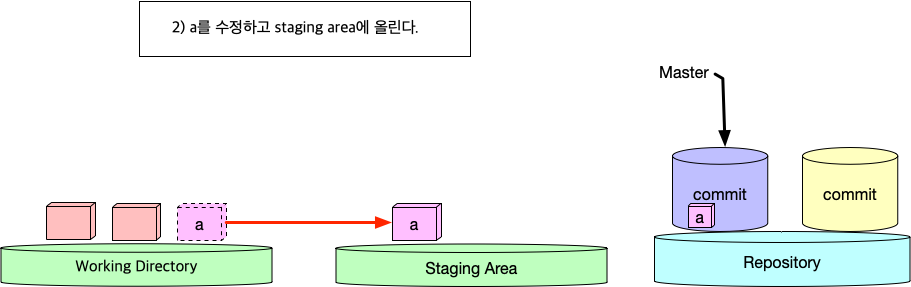 2) a를 수정하고 staging area에 올린다.
Master
commit
commit
a
a
a
Working Directory
Staging Area
Repository